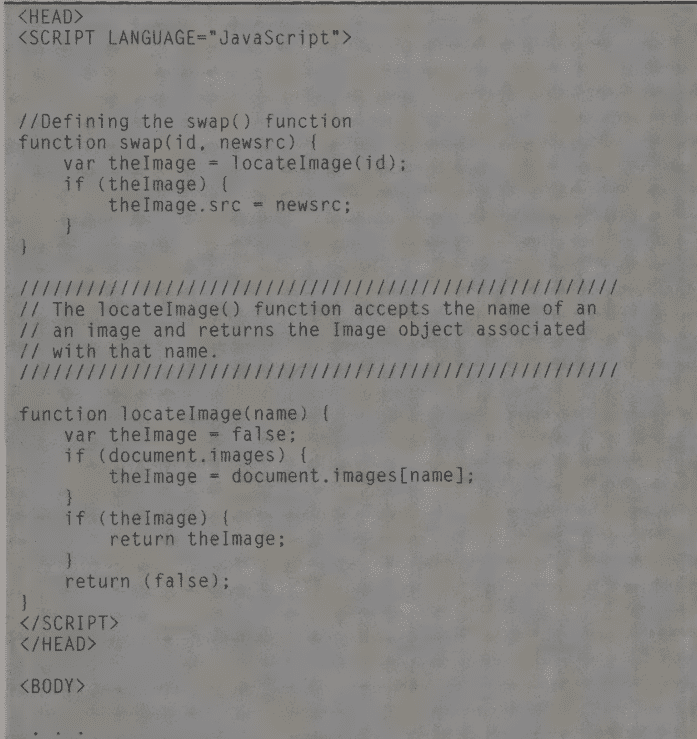 <HEAD>
<SCRIPT LANGUAGE="JavaScript">
//Defining the swap() function
function swap(id, newsrc) {
    var theImage = locateImage(id);
    if (theImage) {
        theImage.src = newsrc;
    }
}
//////////////////////////////////////////////////////
// The locateImage() function accepts the name of an
// an image and returns the Image object associated
// with that name.
//////////////////////////////////////////////////////
function locateImage(name) {
    var theImage = false;
    if (document.images) {
        theImage = document.images[name];
    }
    if (theImage) {
        return theImage;
    }
    return (false);
}
</SCRIPT>
</HEAD>
<BODY>
. . .